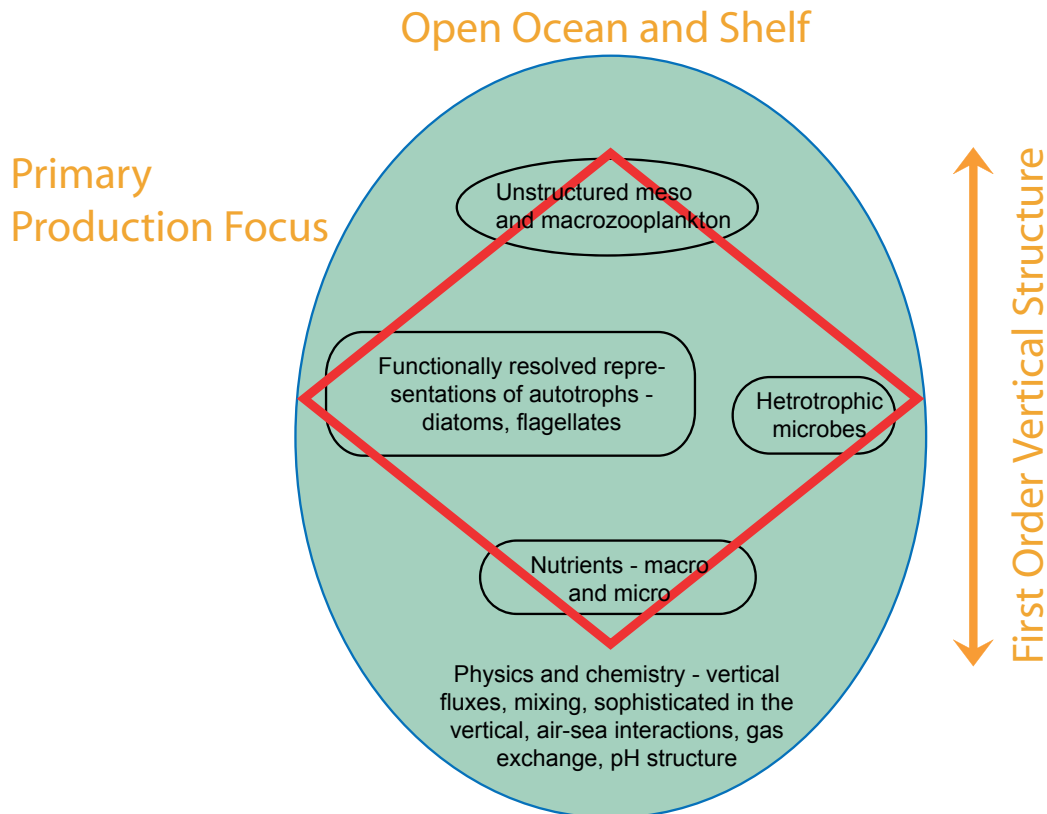 Open Ocean and Shelf
Primary
Production Focus
Unstructured meso
and macrozooplankton
Functionally resolved repre-
sentations of autotrophs -
diatoms, flagellates
Hetrotrophic
microbes
Nutrients - macro
and micro
Physics and chemistry - vertical
fluxes, mixing, sophisticated in the
vertical, air-sea interactions, gas
exchange, pH structure
First Order Vertical Structure